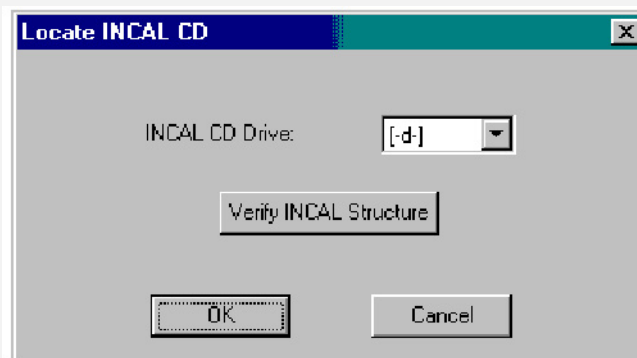 Locate INCAL CD
INCAL CD Drive: [-d-]
Verify INCAL Structure
OK Cancel